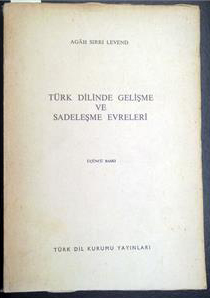 AGÂH SIRRI LEVEND
TÜRK DİLİNDE GELİŞME
VE
SADELEŞME EVRELERİ
ÜÇÜNCÜ BASKI
TÜRK DİL KURUMU YAYINLARI